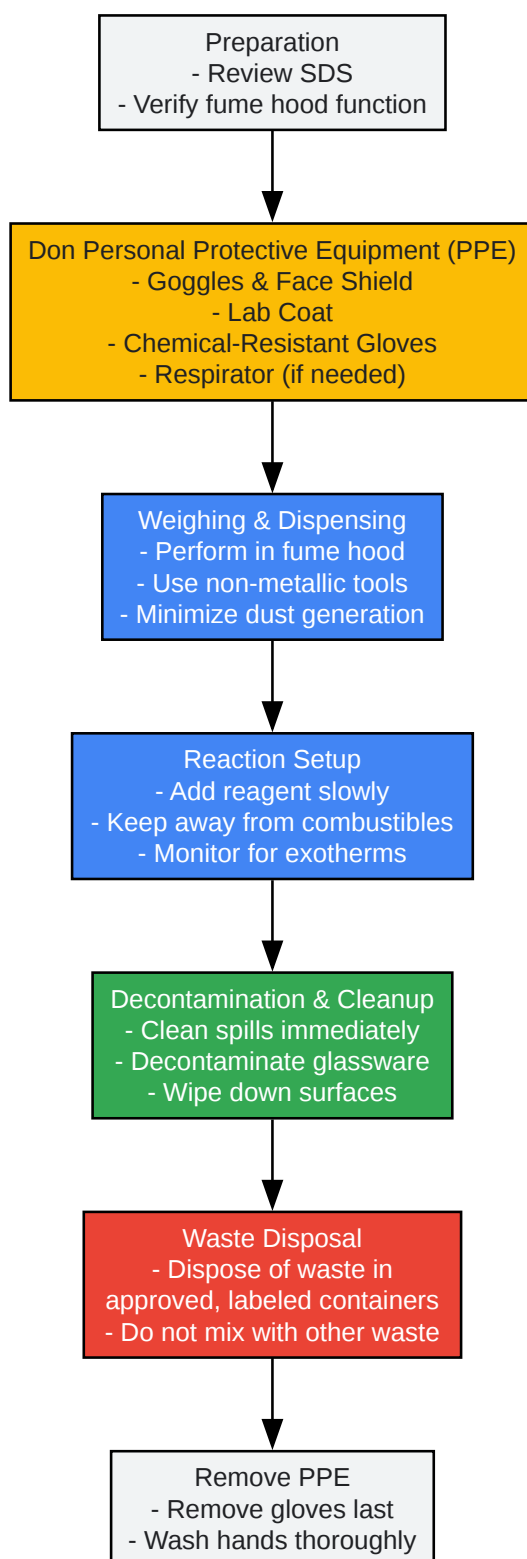 Preparation
- Review SDS
- Verify fume hood function
Don Personal Protective Equipment (PPE)
- Goggles & Face Shield
- Lab Coat
- Chemical-Resistant Gloves
- Respirator (if needed)
Weighing & Dispensing
- Perform in fume hood
- Use non-metallic tools
- Minimize dust generation
Reaction Setup
- Add reagent slowly
- Keep away from combustibles
- Monitor for exotherms
Decontamination & Cleanup
- Clean spills immediately
- Decontaminate glassware
- Wipe down surfaces
Waste Disposal
- Dispose of waste in
approved, labeled containers
- Do not mix with other waste
Remove PPE
- Remove gloves last
- Wash hands thoroughly